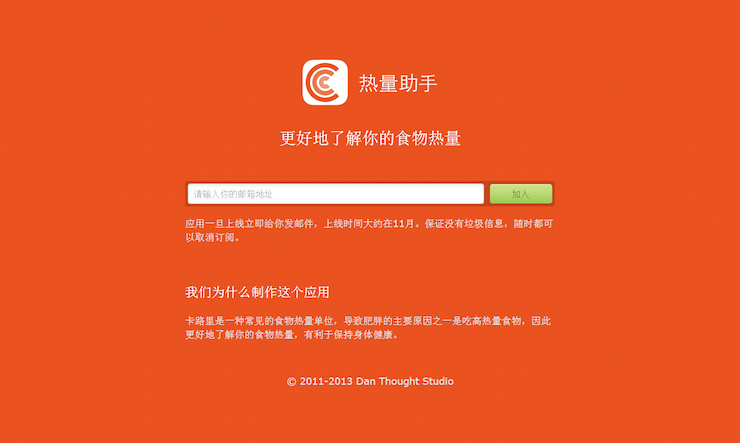 热量助手
更好地了解你的食物热量
请输入你的邮箱地址
加入
应用一旦上线立即给你发邮件，上线时间大约在11月。保证没有垃圾信息，随时都可
以取消订阅。
我们为什么制作这个应用
卡路里是一种常见的食物热量单位，导致肥胖的主要原因之一是吃高热量食物，因此
更好地了解你的食物热量，有利于保持身体健康。
© 2011-2013 Dan Thought Studio